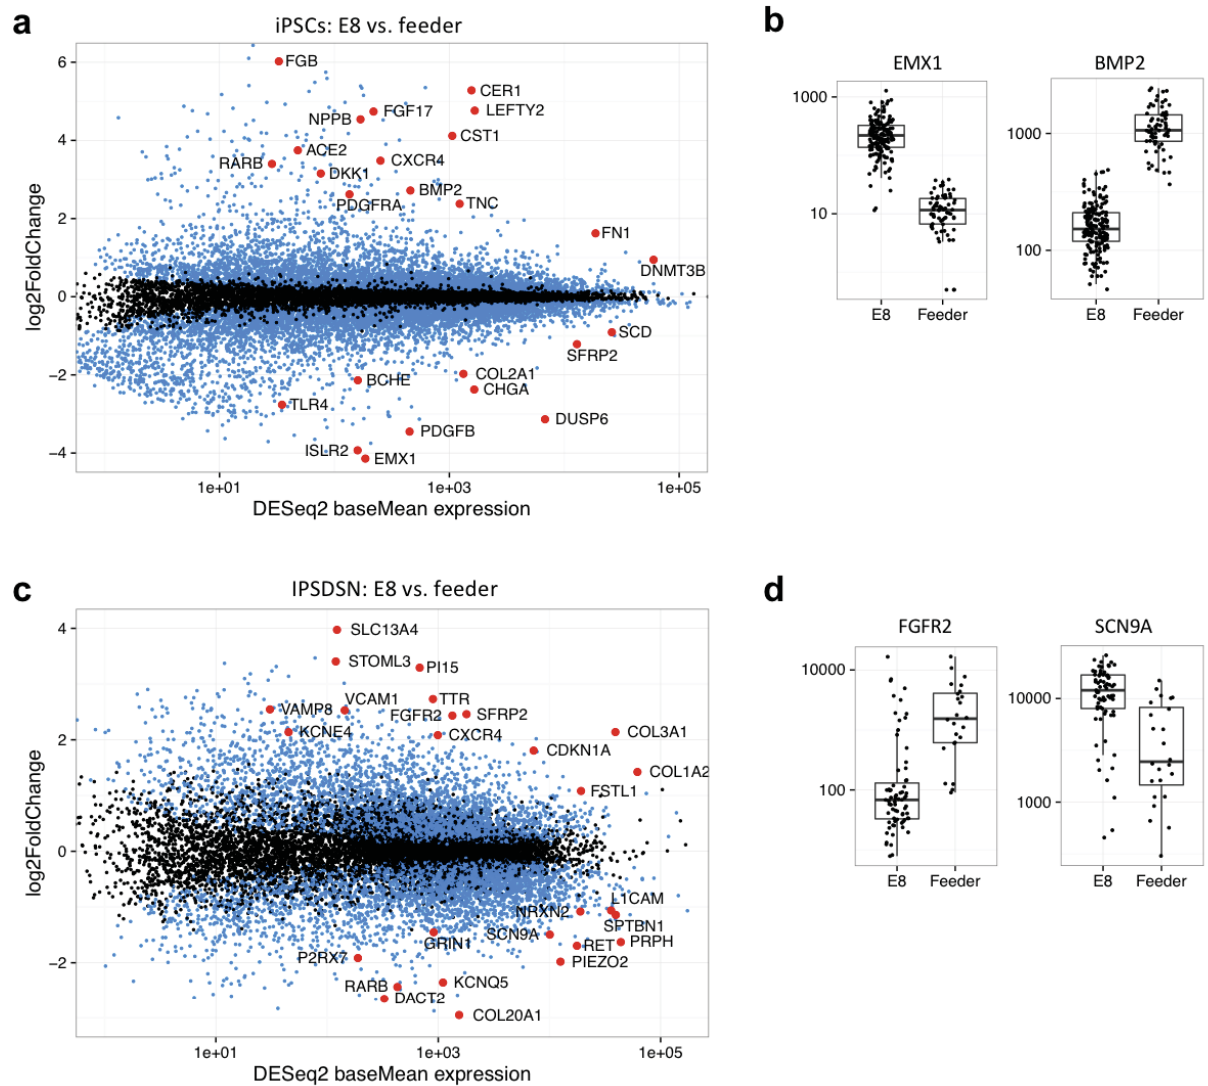 a
iPSCs: E8 vs. feeder
log2FoldChange
6
4
2
0
−2
−4
FGB
CER1
LEFTY2
FGF17
NPPB
CST1
ACE2
CXCR4
RARB
DKK1
BMP2
PDGFRA
TNC
FN1
DNMT3B
SCD
SFRP2
COL2A1
BCHE
CHGA
TLR4
DUSP6
PDGFB
ISLR2
EMX1
1e+01 1e+03 1e+05
DESeq2 baseMean expression
b
EMX1
1000
10
E8 Feeder
BMP2
1000
100
E8 Feeder
c
IPSDSN: E8 vs. feeder
log2FoldChange
4
2
0
−2
SLC13A4
STOML3
PI15
VCAM1
TTR
VAMP8
FGFR2
SFRP2
KCNE4
CXCR4
COL3A1
CDKN1A
COL1A2
FSTL1
L1CAM
NRXN2
SPTBN1
GRIN1
SCN9A
PRPH
RET
P2RX7
PIEZO2
KCNQ5
RARB
DACT2
COL20A1
1e+01 1e+03 1e+05
DESeq2 baseMean expression
d
FGFR2
10000
100
E8 Feeder
SCN9A
10000
1000
E8 Feeder